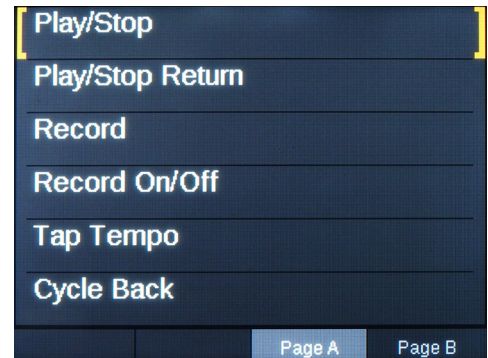 Play/Stop
Play/Stop Return
Record
Record On/Off
Tap Tempo
Cycle Back
Page A
Page B